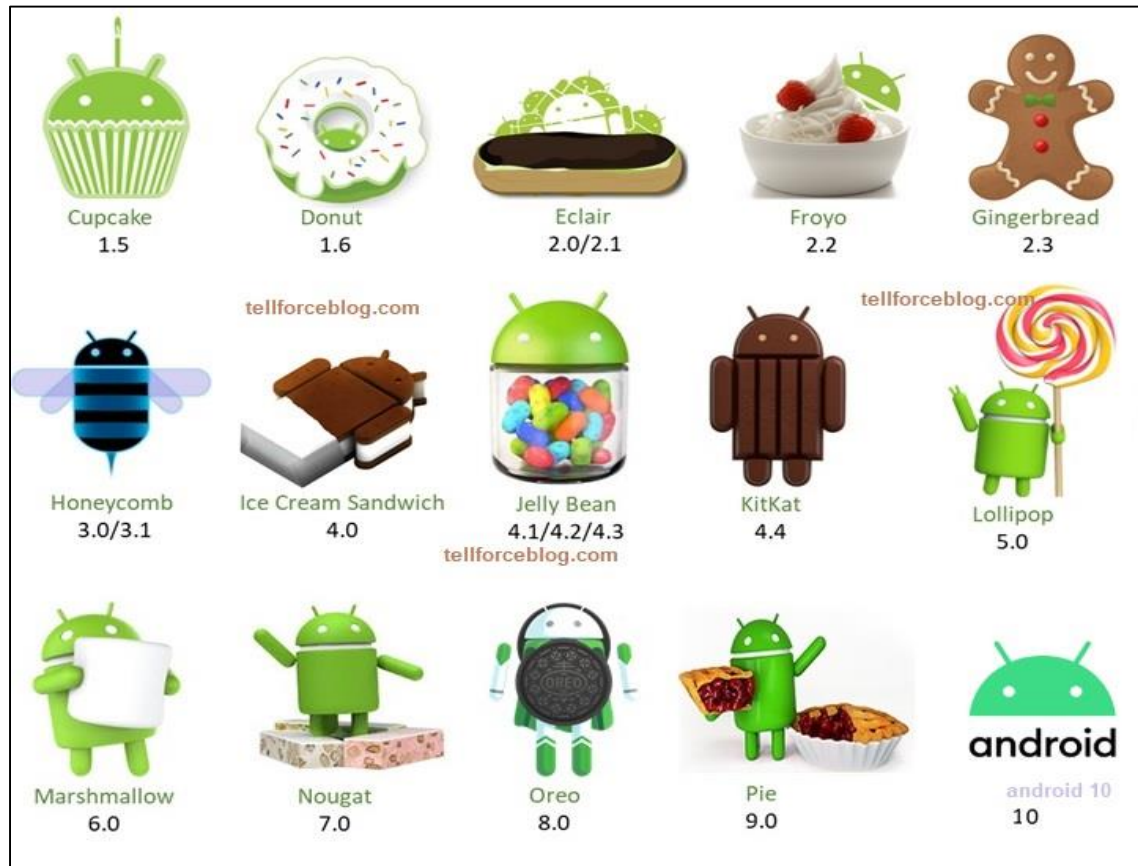 Cupcake
1.5
Donut
1.6
Eclair
2.0/2.1
Froyo
2.2
Gingerbread
2.3
tellforceblog.com
tellforceblog.com
Honeycomb
3.0/3.1
Ice Cream Sandwich
4.0
Jelly Bean
4.1/4.2/4.3
KitKat
4.4
Lollipop
5.0
tellforceblog.com
Marshmallow
6.0
Nougat
7.0
OREO
Oreo
8.0
Pie
9.0
android
android 10
10